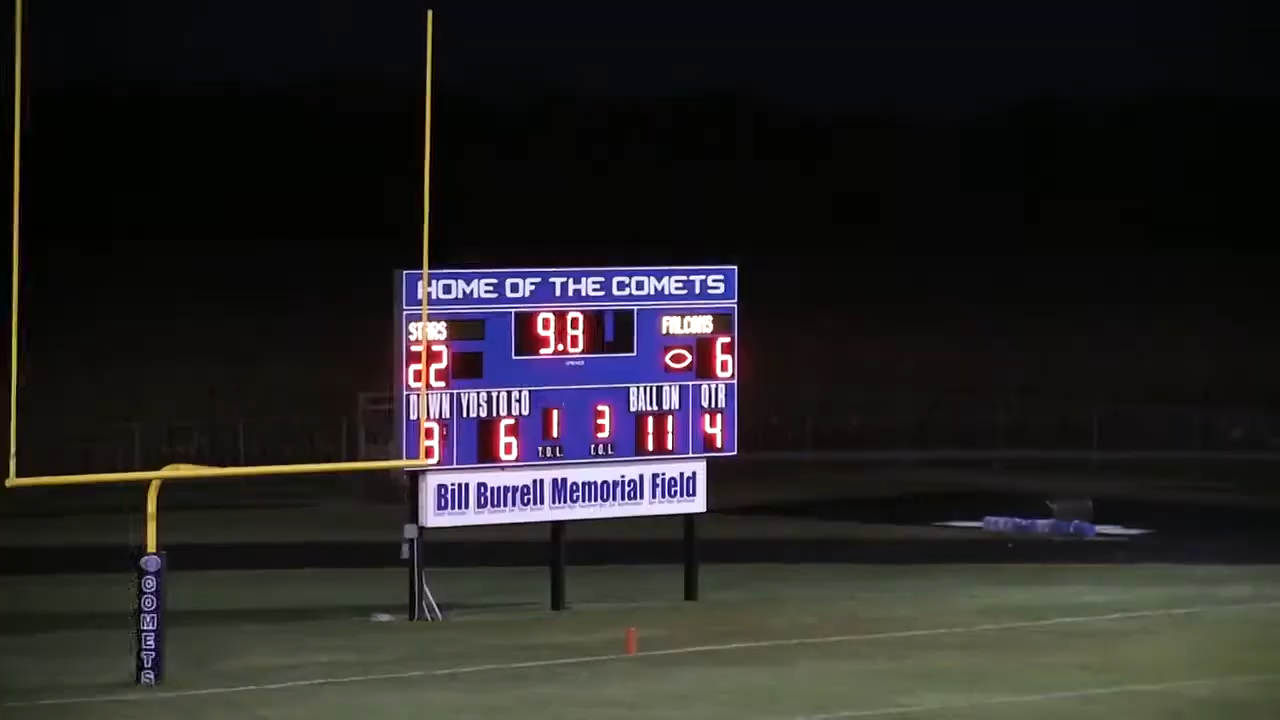 HOME OF THE COMETS
STARS 9.8 FALCONS
22 6
DOWN YDS TO GO BALL ON QTR
3 6 1 3 11 4
T.O.L. T.O.L.
Bill Burrell Memorial Field
COMETS